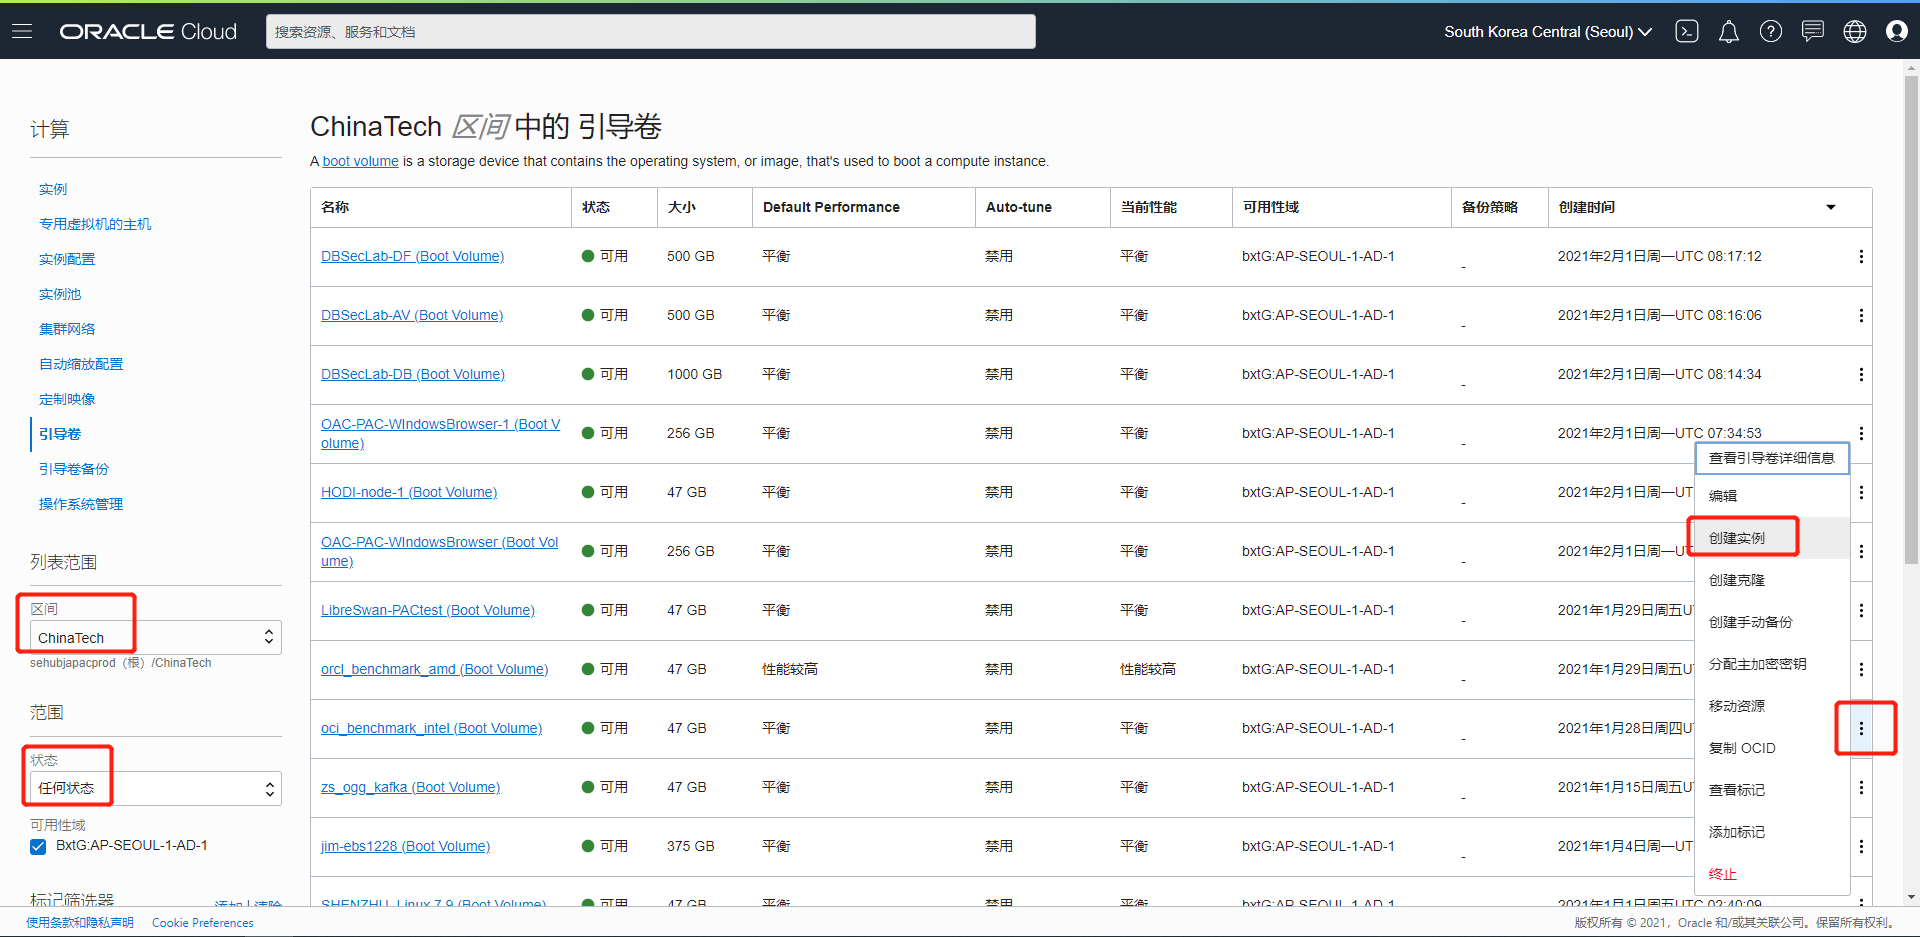 ORACLE Cloud
搜索资源、服务和文档
South Korea Central (Seoul)
计算
实例
专用虚拟机的主机
实例配置
实例池
集群网络
自动缩放配置
定制映像
引导卷
引导卷备份
操作系统管理
列表范围
区间
ChinaTech
sehubjapacprod（根）/ChinaTech
范围
状态
任何状态
可用性域
BxtG:AP-SEOUL-1-AD-1
标记筛选器 添加 | 清除
ChinaTech 区间 中的 引导卷
A boot volume is a storage device that contains the operating system, or image, that's used to boot a compute instance.
名称 状态 大小 Default Performance Auto-tune 当前性能 可用性域 备份策略 创建时间
DBSecLab-DF (Boot Volume) 可用 500 GB 平衡 禁用 平衡 bxtG:AP-SEOUL-1-AD-1 - 2021年2月1日周一UTC 08:17:12
DBSecLab-AV (Boot Volume) 可用 500 GB 平衡 禁用 平衡 bxtG:AP-SEOUL-1-AD-1 - 2021年2月1日周一UTC 08:16:06
DBSecLab-DB (Boot Volume) 可用 1000 GB 平衡 禁用 平衡 bxtG:AP-SEOUL-1-AD-1 - 2021年2月1日周一UTC 08:14:34
OAC-PAC-WIndowsBrowser-1 (Boot V
olume) 可用 256 GB 平衡 禁用 平衡 bxtG:AP-SEOUL-1-AD-1 - 2021年2月1日周一UTC 07:34:53
HODI-node-1 (Boot Volume) 可用 47 GB 平衡 禁用 平衡 bxtG:AP-SEOUL-1-AD-1 - 2021年2月1日周一UT
OAC-PAC-WIndowsBrowser (Boot Vol
ume) 可用 256 GB 平衡 禁用 平衡 bxtG:AP-SEOUL-1-AD-1 - 2021年2月1日周一UT
LibreSwan-PACtest (Boot Volume) 可用 47 GB 平衡 禁用 平衡 bxtG:AP-SEOUL-1-AD-1 - 2021年1月29日周五U
orcl_benchmark_amd (Boot Volume) 可用 47 GB 性能较高 禁用 性能较高 bxtG:AP-SEOUL-1-AD-1 - 2021年1月29日周五U
oci_benchmark_intel (Boot Volume) 可用 47 GB 平衡 禁用 平衡 bxtG:AP-SEOUL-1-AD-1 - 2021年1月28日周四U
zs_ogg_kafka (Boot Volume) 可用 47 GB 平衡 禁用 平衡 bxtG:AP-SEOUL-1-AD-1 - 2021年1月15日周五U
jim-ebs1228 (Boot Volume) 可用 375 GB 平衡 禁用 平衡 bxtG:AP-SEOUL-1-AD-1 - 2021年1月4日周一UT
SHENZHU_Linux 7.9 (Boot Volume) 可用 47 GB 平衡 禁用 平衡 bxtG:AP-SEOUL-1-AD-1 2021年1月1日周五UTC 02:40:09
查看引导卷详细信息
编辑
创建实例
创建克隆
创建手动备份
分配主加密密钥
移动资源
复制 OCID
查看标记
添加标记
终止
使用条款和隐私声明 Cookie Preferences
版权所有 © 2021，Oracle 和/或其关联公司。保留所有权利。